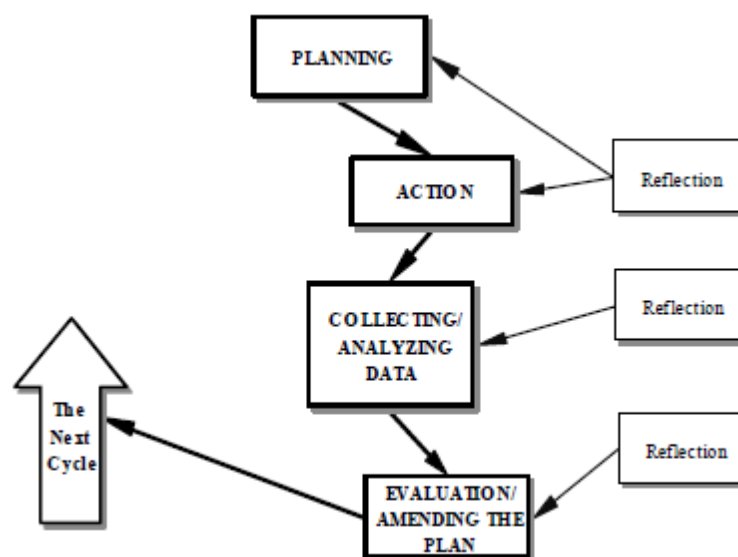 PLANNING
Reflection
ACTION
Reflection
COLLECTING/
ANALYZING
DATA
The
Next
Cycle
Reflection
EVALUATION/
AMENDING THE
PLAN